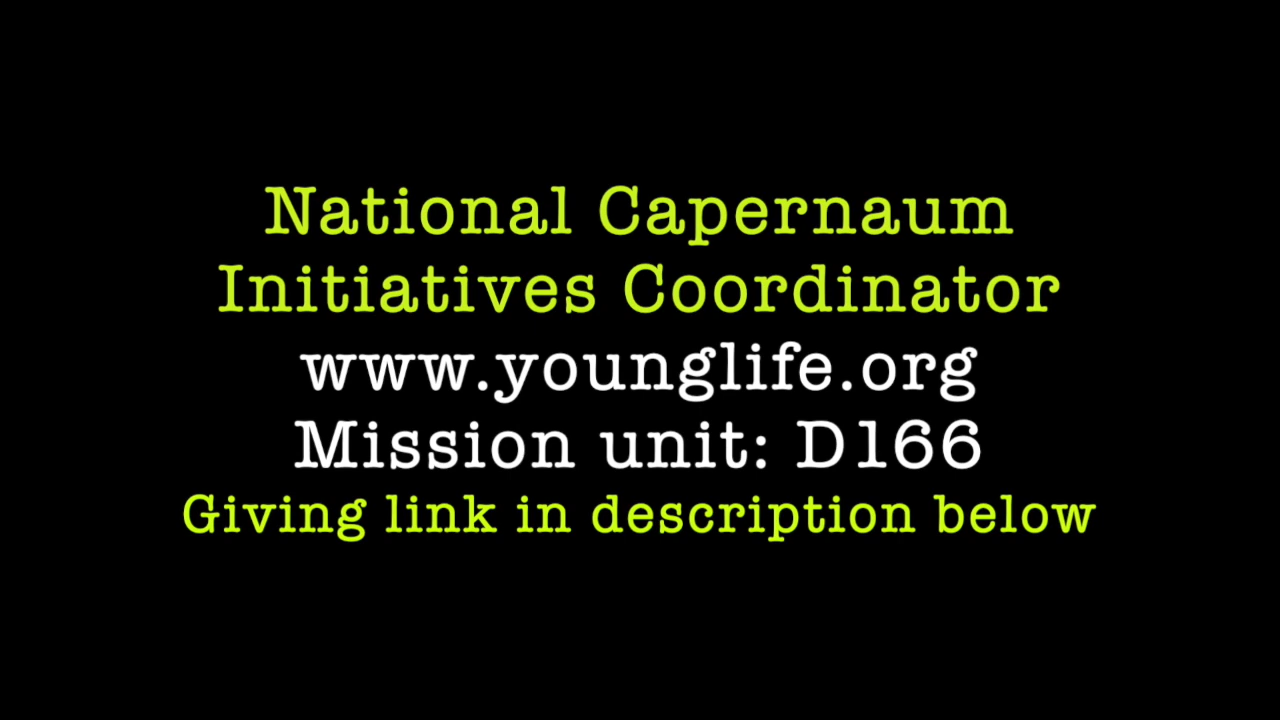 National Capernaum
Initiatives Coordinator
www.younglife.org
Mission unit: D166
Giving link in description below